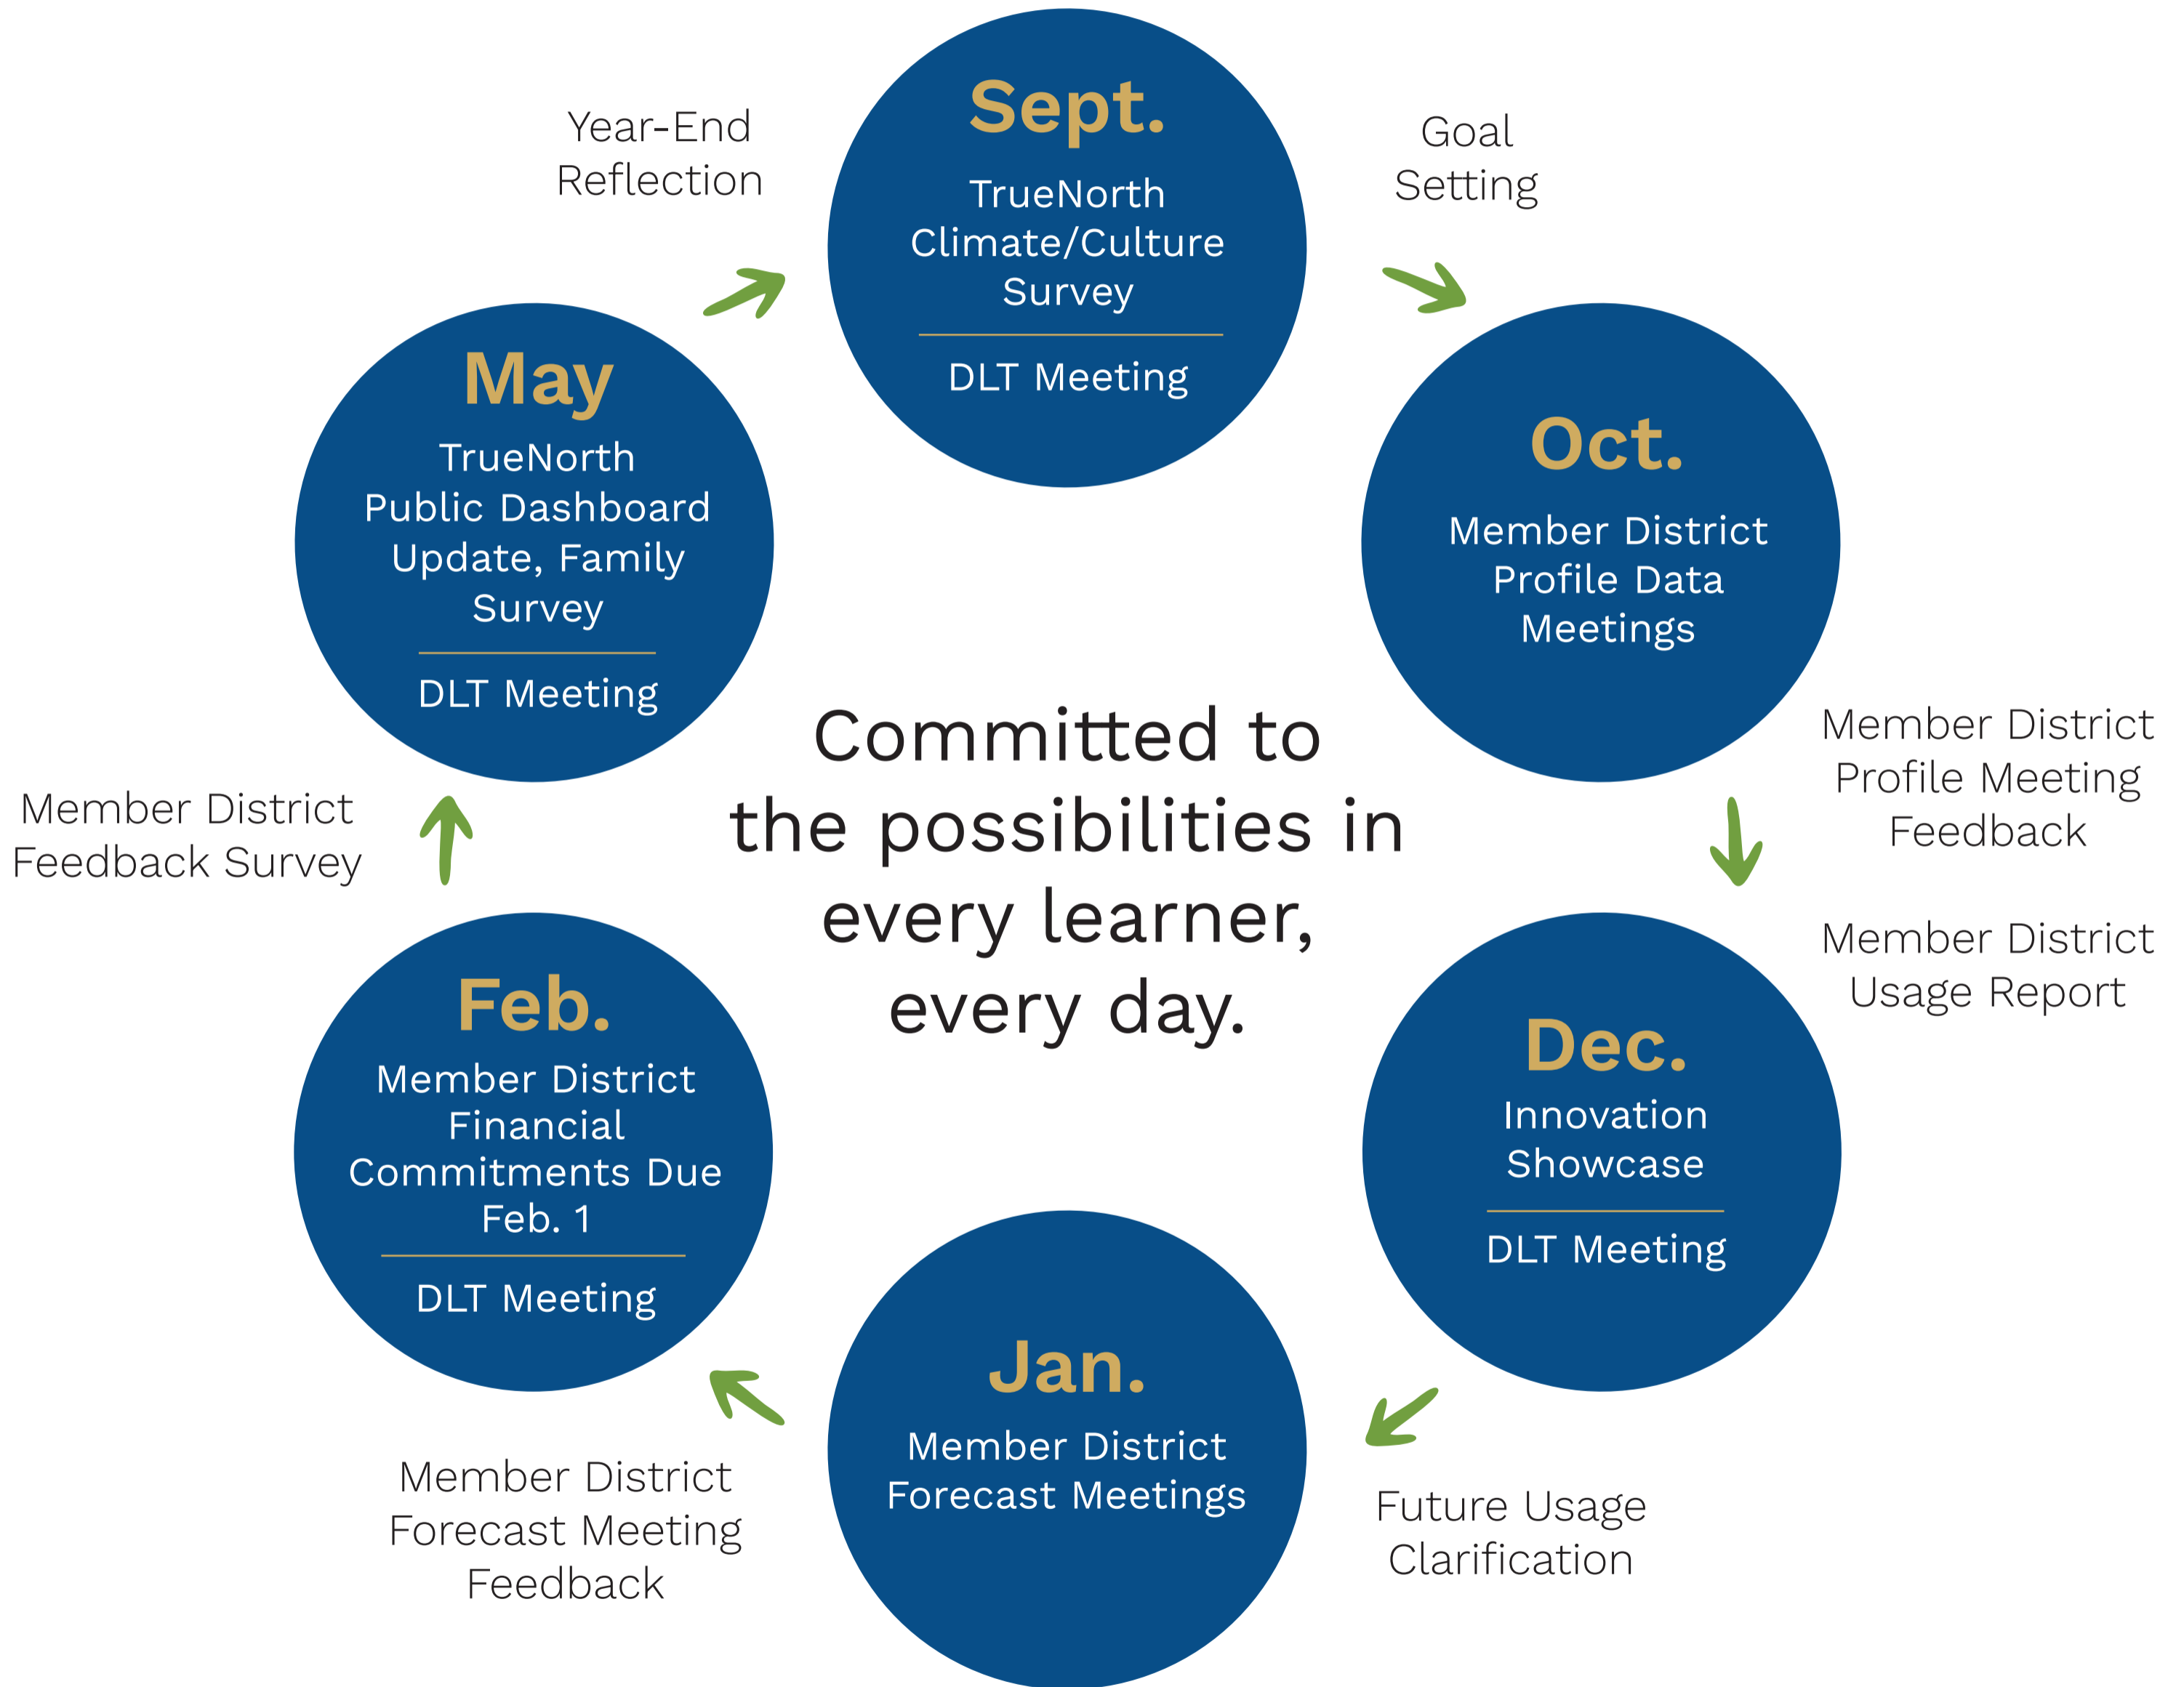 Sept.
TrueNorth
Climate/Culture
Survey
DLT Meeting
Goal
Setting
Oct.
Member District
Profile Data
Meetings
Member District
Profile Meeting
Feedback
Member District
Usage Report
Dec.
Innovation
Showcase
DLT Meeting
Future Usage
Clarification
Jan.
Member District
Forecast Meetings
Member District
Forecast Meeting
Feedback
Feb.
Member District
Financial
Commitments Due
Feb. 1
DLT Meeting
Member District
Feedback Survey
May
TrueNorth
Public Dashboard
Update, Family
Survey
DLT Meeting
Year-End
Reflection
Committed to
the possibilities in
every learner,
every day.